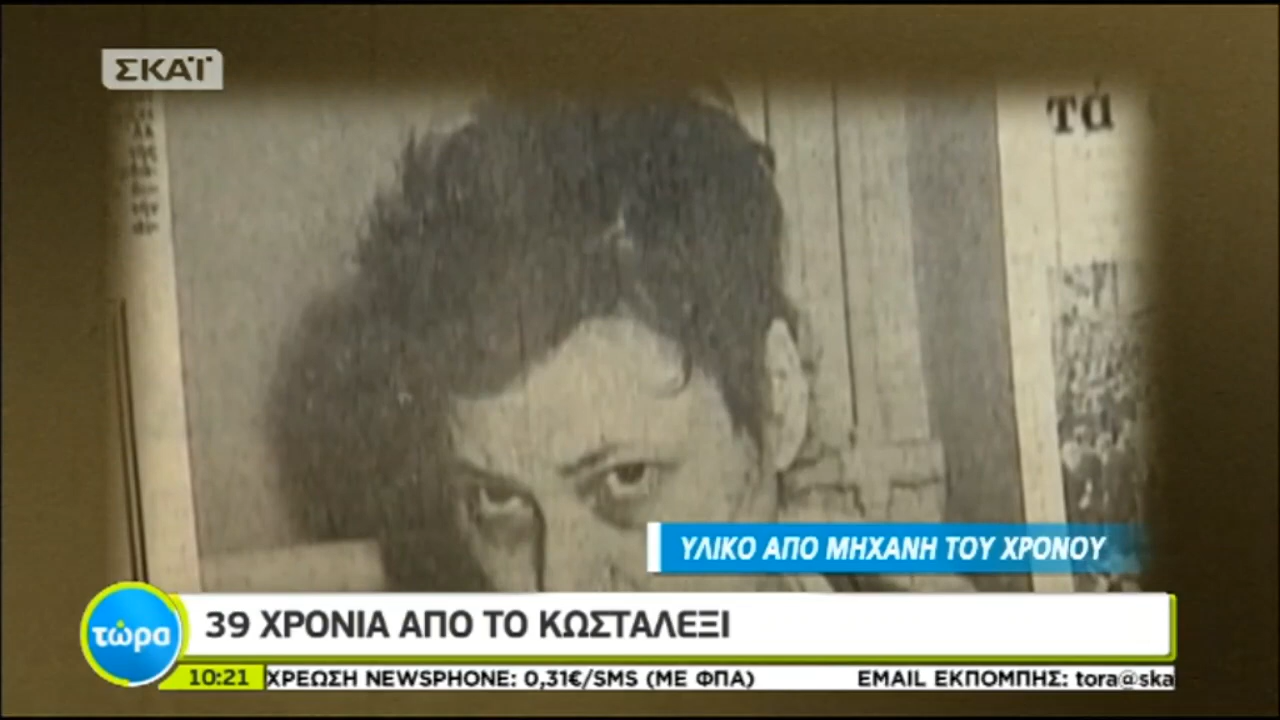 ΣΚΑΪ
τά
ΥΛΙΚΟ ΑΠΟ ΜΗΧΑΝΗ ΤΟΥ ΧΡΟΝΟΥ
τώρα
39 ΧΡΟΝΙΑ ΑΠΟ ΤΟ ΚΩΣΤΑΛΕΞΙ
10:21
ΧΡΕΩΣΗ NEWSPHONE: 0,31€/SMS (ΜΕ ΦΠΑ) EMAIL ΕΚΠΟΜΠΗΣ: tora@ska